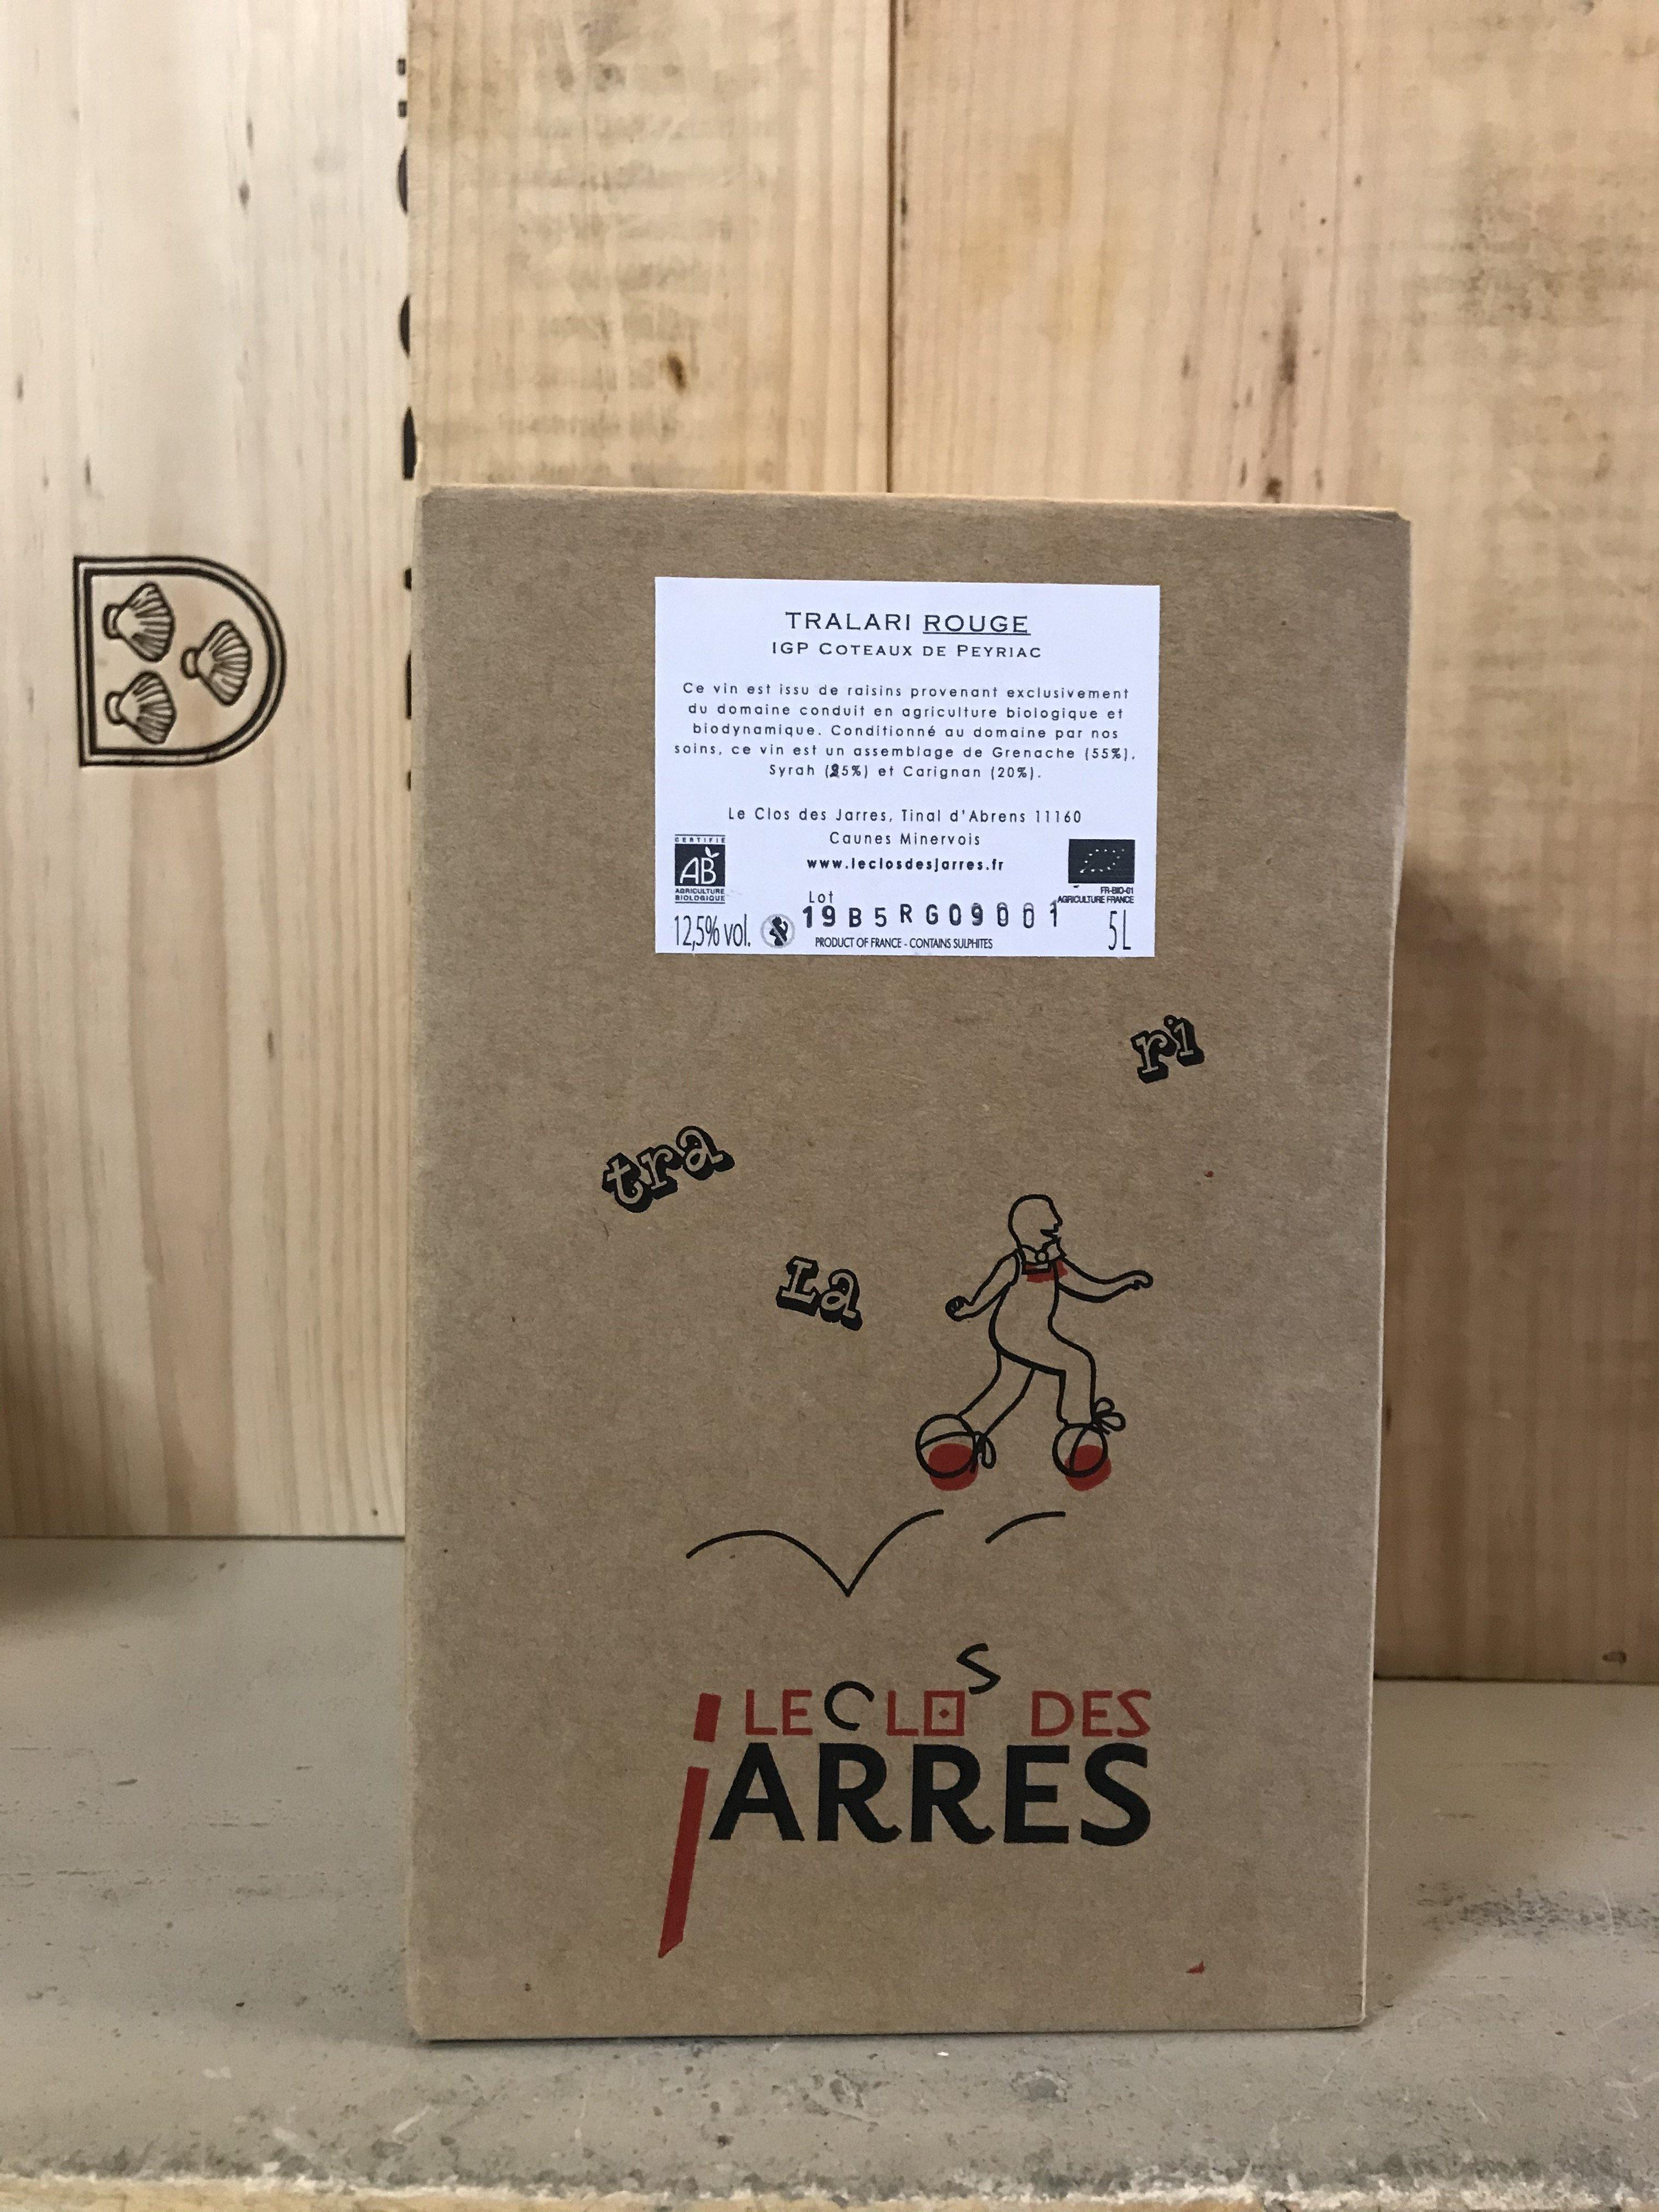 TRALARI ROUGE
IGP COTEAUX DE PEYRIAC
Ce vin est issu de raisins provenant exclusivement
du domaine conduit en agriculture biologique et
biodynamique. Conditionné au domaine par nos
soins, ce vin est un assemblage de Grenache (55%),
Syrah (25%) et Carignan (20%).
Le Clos des Jarres, Tinal d'Abrens 11160
Caunes Minervois
www.leclosdesjarres.fr
CERTIFIÉ
AB
AGRICULTURE
BIOLOGIQUE
FR-BIO-01
AGRICULTURE FRANCE
Lot
19B5RG09001
12,5% vol.
5L
PRODUCT OF FRANCE - CONTAINS SULPHITES
ri
tra
La
LE CLOS DES
jARRES